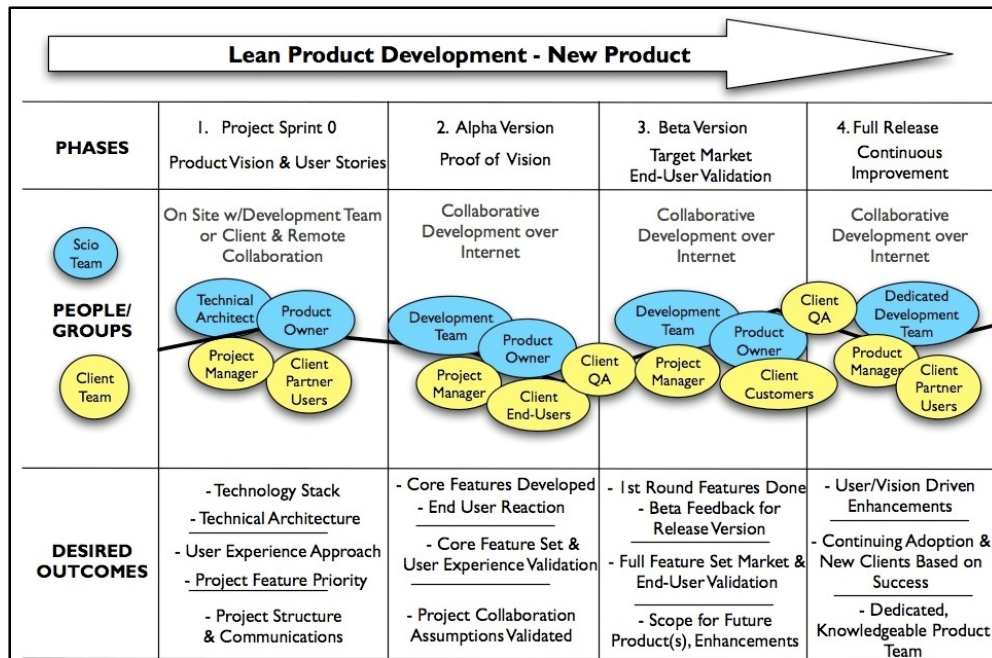 Lean Product Development - New Product
PHASES
1. Project Sprint 0
Product Vision & User Stories
2. Alpha Version
Proof of Vision
3. Beta Version
Target Market
End-User Validation
4. Full Release
Continuous
Improvement
PEOPLE/
GROUPS
Scio
Team
Client
Team
On Site w/Development Team
or Client & Remote
Collaboration
Technical
Architect
Product
Owner
Project
Manager
Client
Partner
Users
Collaborative
Development over
Internet
Development
Team
Product
Owner
Project
Manager
Client
End-Users
Client
QA
Collaborative
Development over
Internet
Development
Team
Product
Owner
Project
Manager
Client
Customers
Client
QA
Collaborative
Development over
Internet
Dedicated
Development
Team
Product
Manager
Client
Partner
Users
DESIRED
OUTCOMES
- Technology Stack
- Technical Architecture
- User Experience Approach
- Project Feature Priority
- Project Structure
& Communications
- Core Features Developed
- End User Reaction
- Core Feature Set &
User Experience Validation
- Project Collaboration
Assumptions Validated
- 1st Round Features Done
- Beta Feedback for
Release Version
- Full Feature Set Market &
End-User Validation
- Scope for Future
Product(s), Enhancements
- User/Vision Driven
Enhancements
- Continuing Adoption &
New Clients Based on
Success
- Dedicated,
Knowledgeable Product
Team